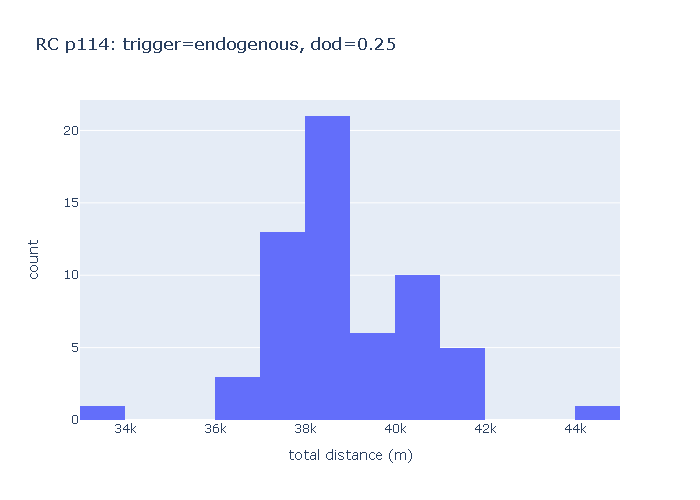 RC p114: trigger=endogenous, dod=0.25
20
15
10
5
0
count
34k
36k
38k
40k
42k
44k
total distance (m)